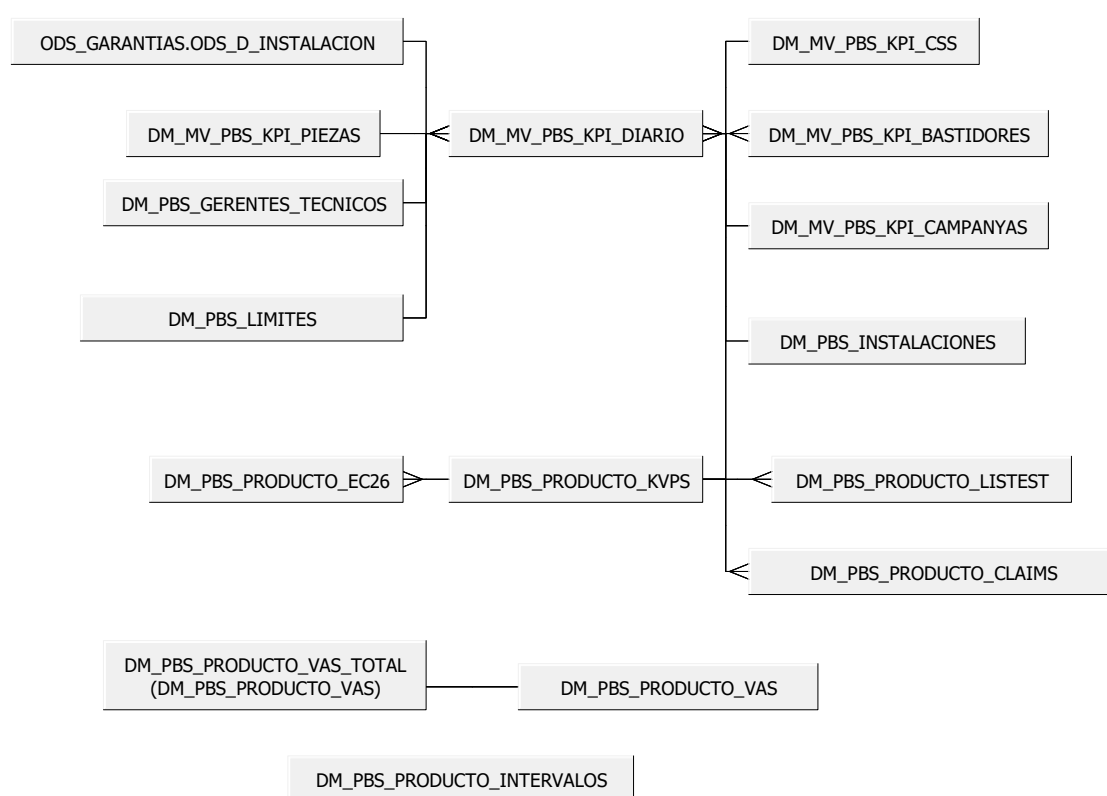 ODS_GARANTIAS.ODS_D_INSTALACION
DM_MV_PBS_KPI_CSS
DM_MV_PBS_KPI_PIEZAS
DM_MV_PBS_KPI_DIARIO
DM_MV_PBS_KPI_BASTIDORES
DM_PBS_GERENTES_TECNICOS
DM_MV_PBS_KPI_CAMPANYAS
DM_PBS_LIMITES
DM_PBS_INSTALACIONES
DM_PBS_PRODUCTO_EC26
DM_PBS_PRODUCTO_KVPS
DM_PBS_PRODUCTO_LISTEST
DM_PBS_PRODUCTO_CLAIMS
DM_PBS_PRODUCTO_VAS_TOTAL
(DM_PBS_PRODUCTO_VAS)
DM_PBS_PRODUCTO_VAS
DM_PBS_PRODUCTO_INTERVALOS